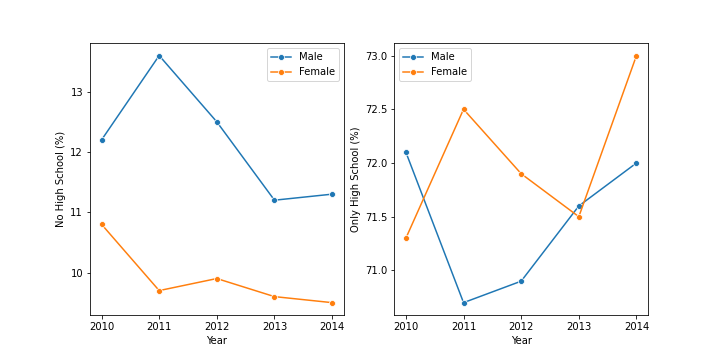 Male
Female
No High School (%)
13
12
11
10
2010 2011 2012 2013 2014
Year
Male
Female
Only High School (%)
73.0
72.5
72.0
71.5
71.0
2010 2011 2012 2013 2014
Year